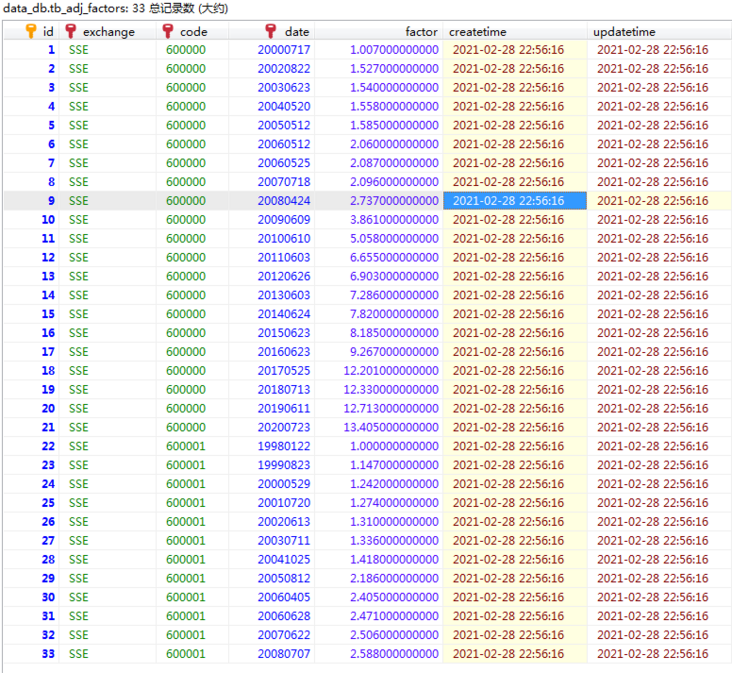 data_db.tb_adj_factors: 33 总记录数 (大约)
id exchange code date factor createtime updatetime
1 SSE 600000 20000717 1.007000000000 2021-02-28 22:56:16 2021-02-28 22:56:16
2 SSE 600000 20020822 1.527000000000 2021-02-28 22:56:16 2021-02-28 22:56:16
3 SSE 600000 20030623 1.540000000000 2021-02-28 22:56:16 2021-02-28 22:56:16
4 SSE 600000 20040520 1.558000000000 2021-02-28 22:56:16 2021-02-28 22:56:16
5 SSE 600000 20050512 1.585000000000 2021-02-28 22:56:16 2021-02-28 22:56:16
6 SSE 600000 20060512 2.060000000000 2021-02-28 22:56:16 2021-02-28 22:56:16
7 SSE 600000 20060525 2.087000000000 2021-02-28 22:56:16 2021-02-28 22:56:16
8 SSE 600000 20070718 2.096000000000 2021-02-28 22:56:16 2021-02-28 22:56:16
9 SSE 600000 20080424 2.737000000000 2021-02-28 22:56:16 2021-02-28 22:56:16
10 SSE 600000 20090609 3.861000000000 2021-02-28 22:56:16 2021-02-28 22:56:16
11 SSE 600000 20100610 5.058000000000 2021-02-28 22:56:16 2021-02-28 22:56:16
12 SSE 600000 20110603 6.655000000000 2021-02-28 22:56:16 2021-02-28 22:56:16
13 SSE 600000 20120626 6.903000000000 2021-02-28 22:56:16 2021-02-28 22:56:16
14 SSE 600000 20130603 7.286000000000 2021-02-28 22:56:16 2021-02-28 22:56:16
15 SSE 600000 20140624 7.820000000000 2021-02-28 22:56:16 2021-02-28 22:56:16
16 SSE 600000 20150623 8.185000000000 2021-02-28 22:56:16 2021-02-28 22:56:16
17 SSE 600000 20160623 9.267000000000 2021-02-28 22:56:16 2021-02-28 22:56:16
18 SSE 600000 20170525 12.201000000000 2021-02-28 22:56:16 2021-02-28 22:56:16
19 SSE 600000 20180713 12.330000000000 2021-02-28 22:56:16 2021-02-28 22:56:16
20 SSE 600000 20190611 12.713000000000 2021-02-28 22:56:16 2021-02-28 22:56:16
21 SSE 600000 20200723 13.405000000000 2021-02-28 22:56:16 2021-02-28 22:56:16
22 SSE 600001 19980122 1.000000000000 2021-02-28 22:56:16 2021-02-28 22:56:16
23 SSE 600001 19990823 1.147000000000 2021-02-28 22:56:16 2021-02-28 22:56:16
24 SSE 600001 20000529 1.242000000000 2021-02-28 22:56:16 2021-02-28 22:56:16
25 SSE 600001 20010720 1.274000000000 2021-02-28 22:56:16 2021-02-28 22:56:16
26 SSE 600001 20020613 1.310000000000 2021-02-28 22:56:16 2021-02-28 22:56:16
27 SSE 600001 20030711 1.336000000000 2021-02-28 22:56:16 2021-02-28 22:56:16
28 SSE 600001 20041025 1.418000000000 2021-02-28 22:56:16 2021-02-28 22:56:16
29 SSE 600001 20050812 2.186000000000 2021-02-28 22:56:16 2021-02-28 22:56:16
30 SSE 600001 20060405 2.405000000000 2021-02-28 22:56:16 2021-02-28 22:56:16
31 SSE 600001 20060628 2.471000000000 2021-02-28 22:56:16 2021-02-28 22:56:16
32 SSE 600001 20070622 2.506000000000 2021-02-28 22:56:16 2021-02-28 22:56:16
33 SSE 600001 20080707 2.588000000000 2021-02-28 22:56:16 2021-02-28 22:56:16